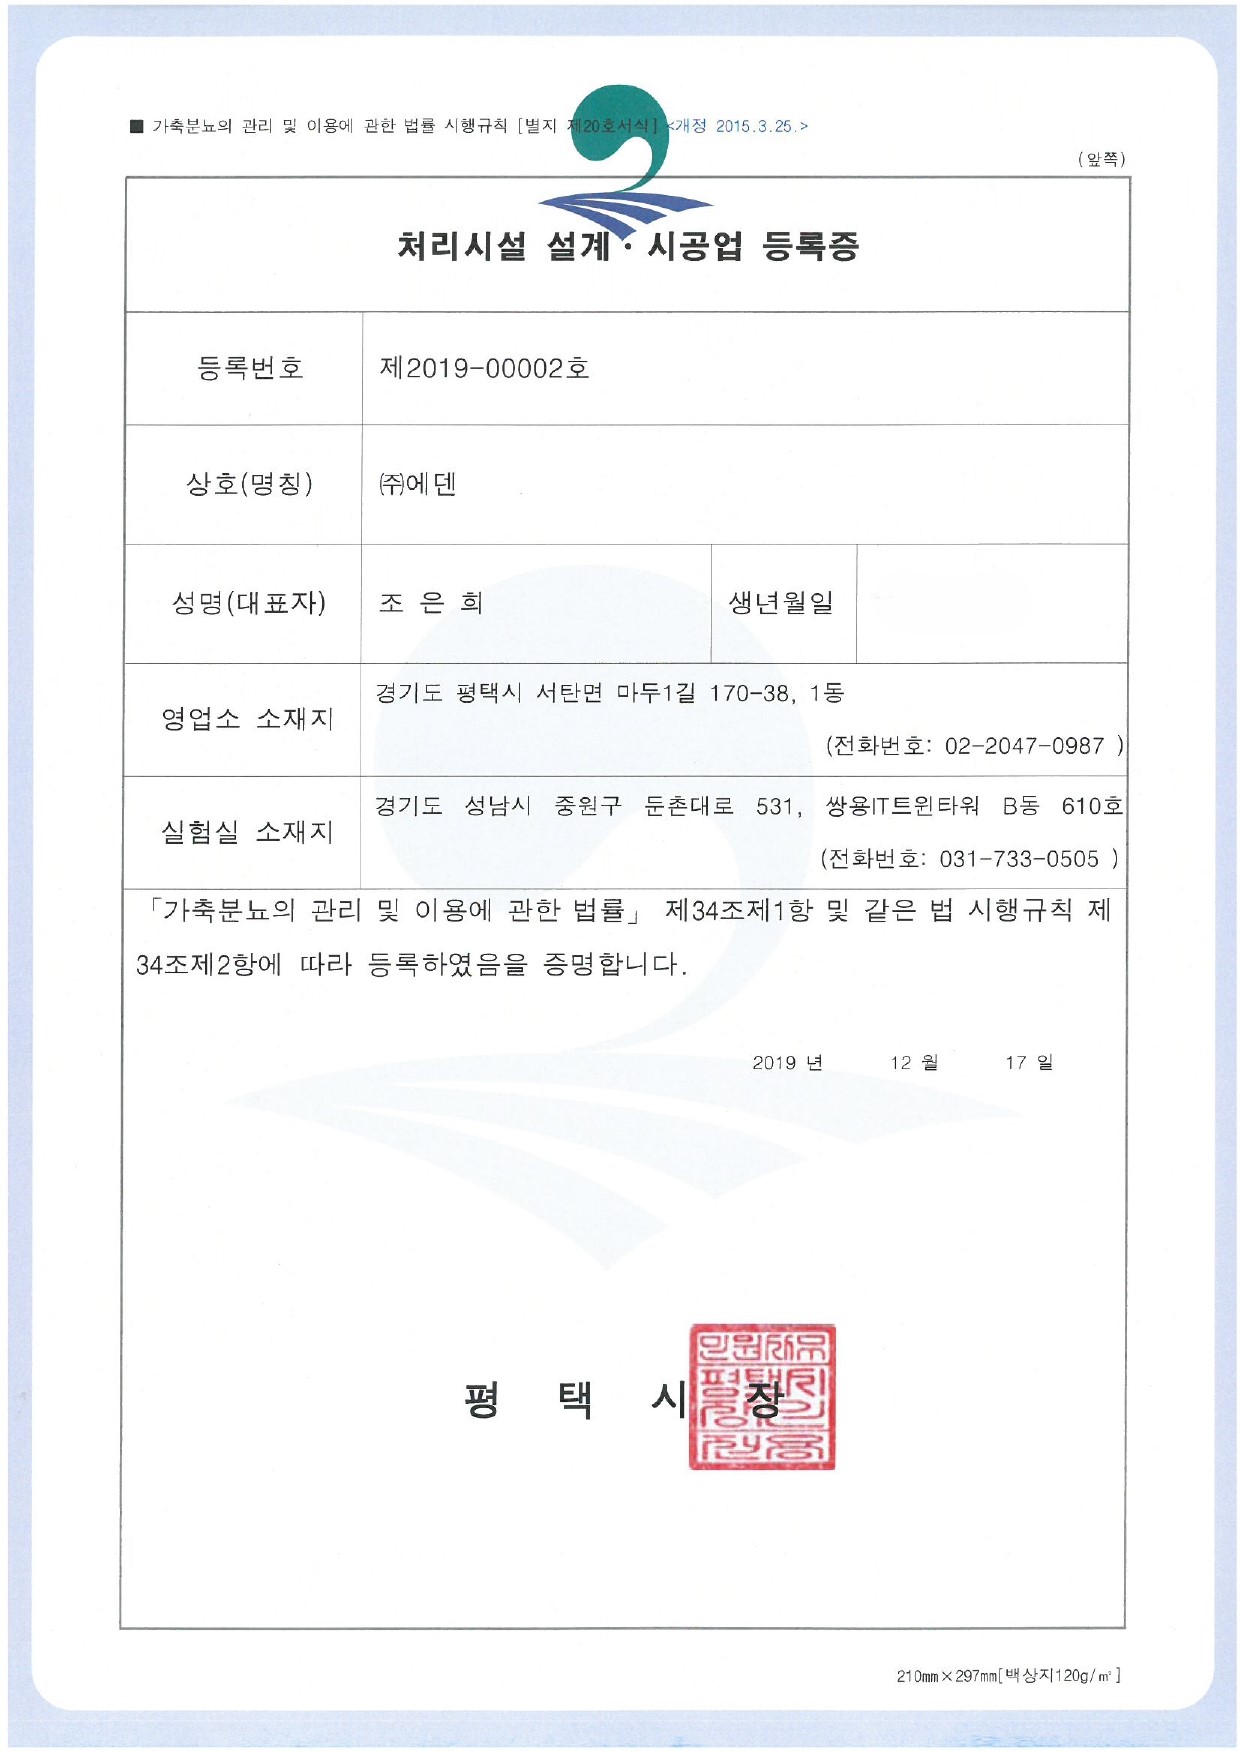 ■ 가축분뇨의 관리 및 이용에 관한 법률 시행규칙 [별지 제20호서식] <개정 2015.3.25.>
(앞쪽)
처리시설 설계·시공업 등록증
등록번호 제2019-00002호
상호(명칭) ㈜에덴
성명(대표자) 조 은 희 생년월일
영업소 소재지 경기도 평택시 서탄면 마두1길 170-38, 1동
(전화번호: 02-2047-0987 )
실험실 소재지 경기도 성남시 중원구 둔촌대로 531, 쌍용IT트윈타워 B동 610호
(전화번호: 031-733-0505 )
「가축분뇨의 관리 및 이용에 관한 법률」 제34조제1항 및 같은 법 시행규칙 제
34조제2항에 따라 등록하였음을 증명합니다.
2019 년 12 월 17 일
평 택 시 장
210mm×297mm[백상지120g/㎡]